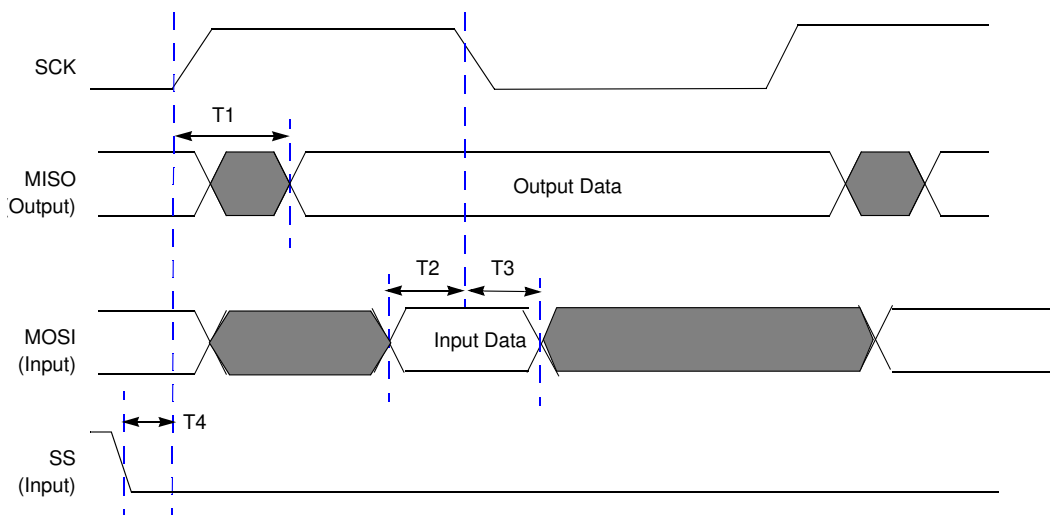 SCK
T1
MISO
(Output)
Output Data
T2
T3
MOSI
(Input)
Input Data
T4
SS
(Input)